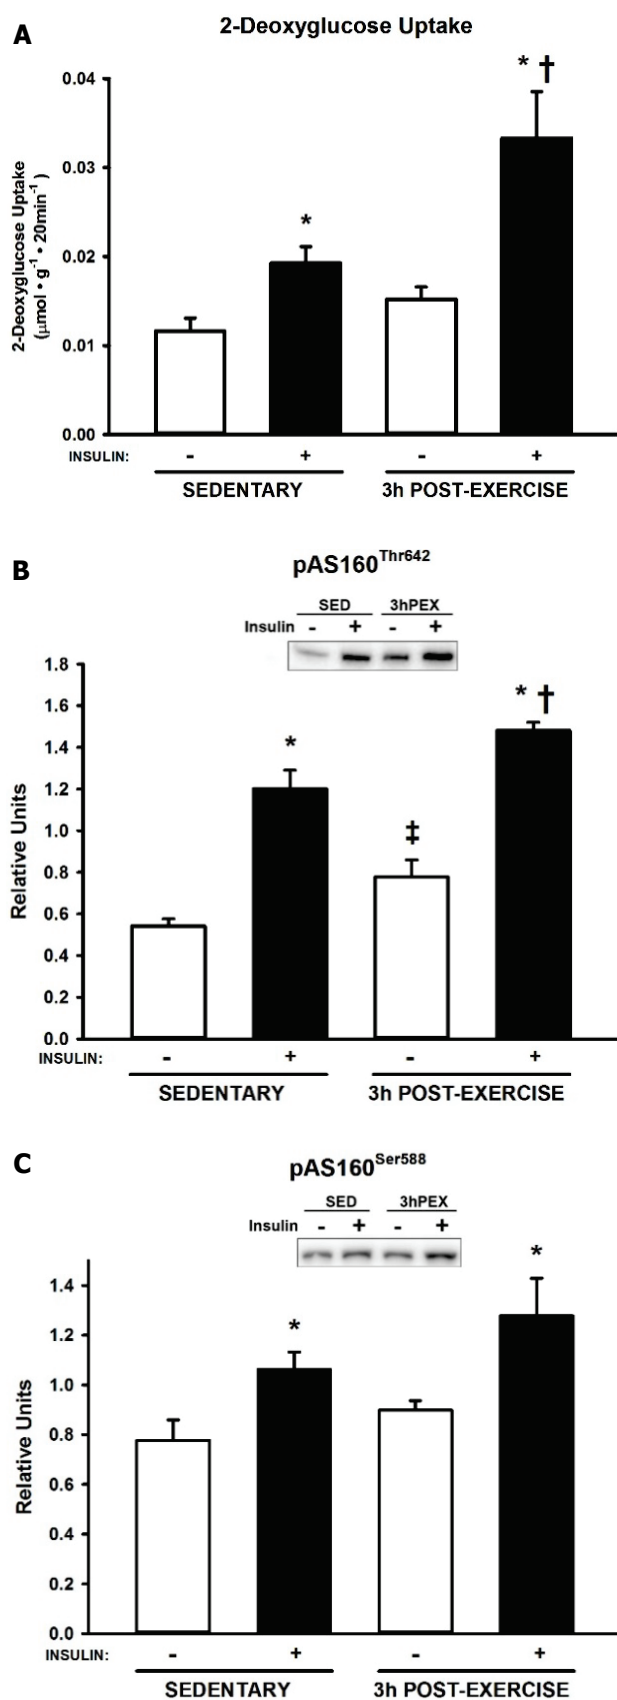 A
2-Deoxyglucose Uptake
2-Deoxyglucose Uptake
(μmol • g⁻¹ • 20min⁻¹ )
0.04
0.03
0.02
0.01
0.00
*
* †
INSULIN: - + - +
SEDENTARY 3h POST-EXERCISE
B
pAS160Thr642
SED 3hPEX
Insulin - + - +
Relative Units
1.8
1.6
1.4
1.2
1.0
0.8
0.6
0.4
0.2
0.0
*
‡
* †
INSULIN: - + - +
SEDENTARY 3h POST-EXERCISE
C
pAS160Ser588
SED 3hPEX
Insulin - + - +
Relative Units
1.4
1.2
1.0
0.8
0.6
0.4
0.2
0.0
*
*
INSULIN: - + - +
SEDENTARY 3h POST-EXERCISE